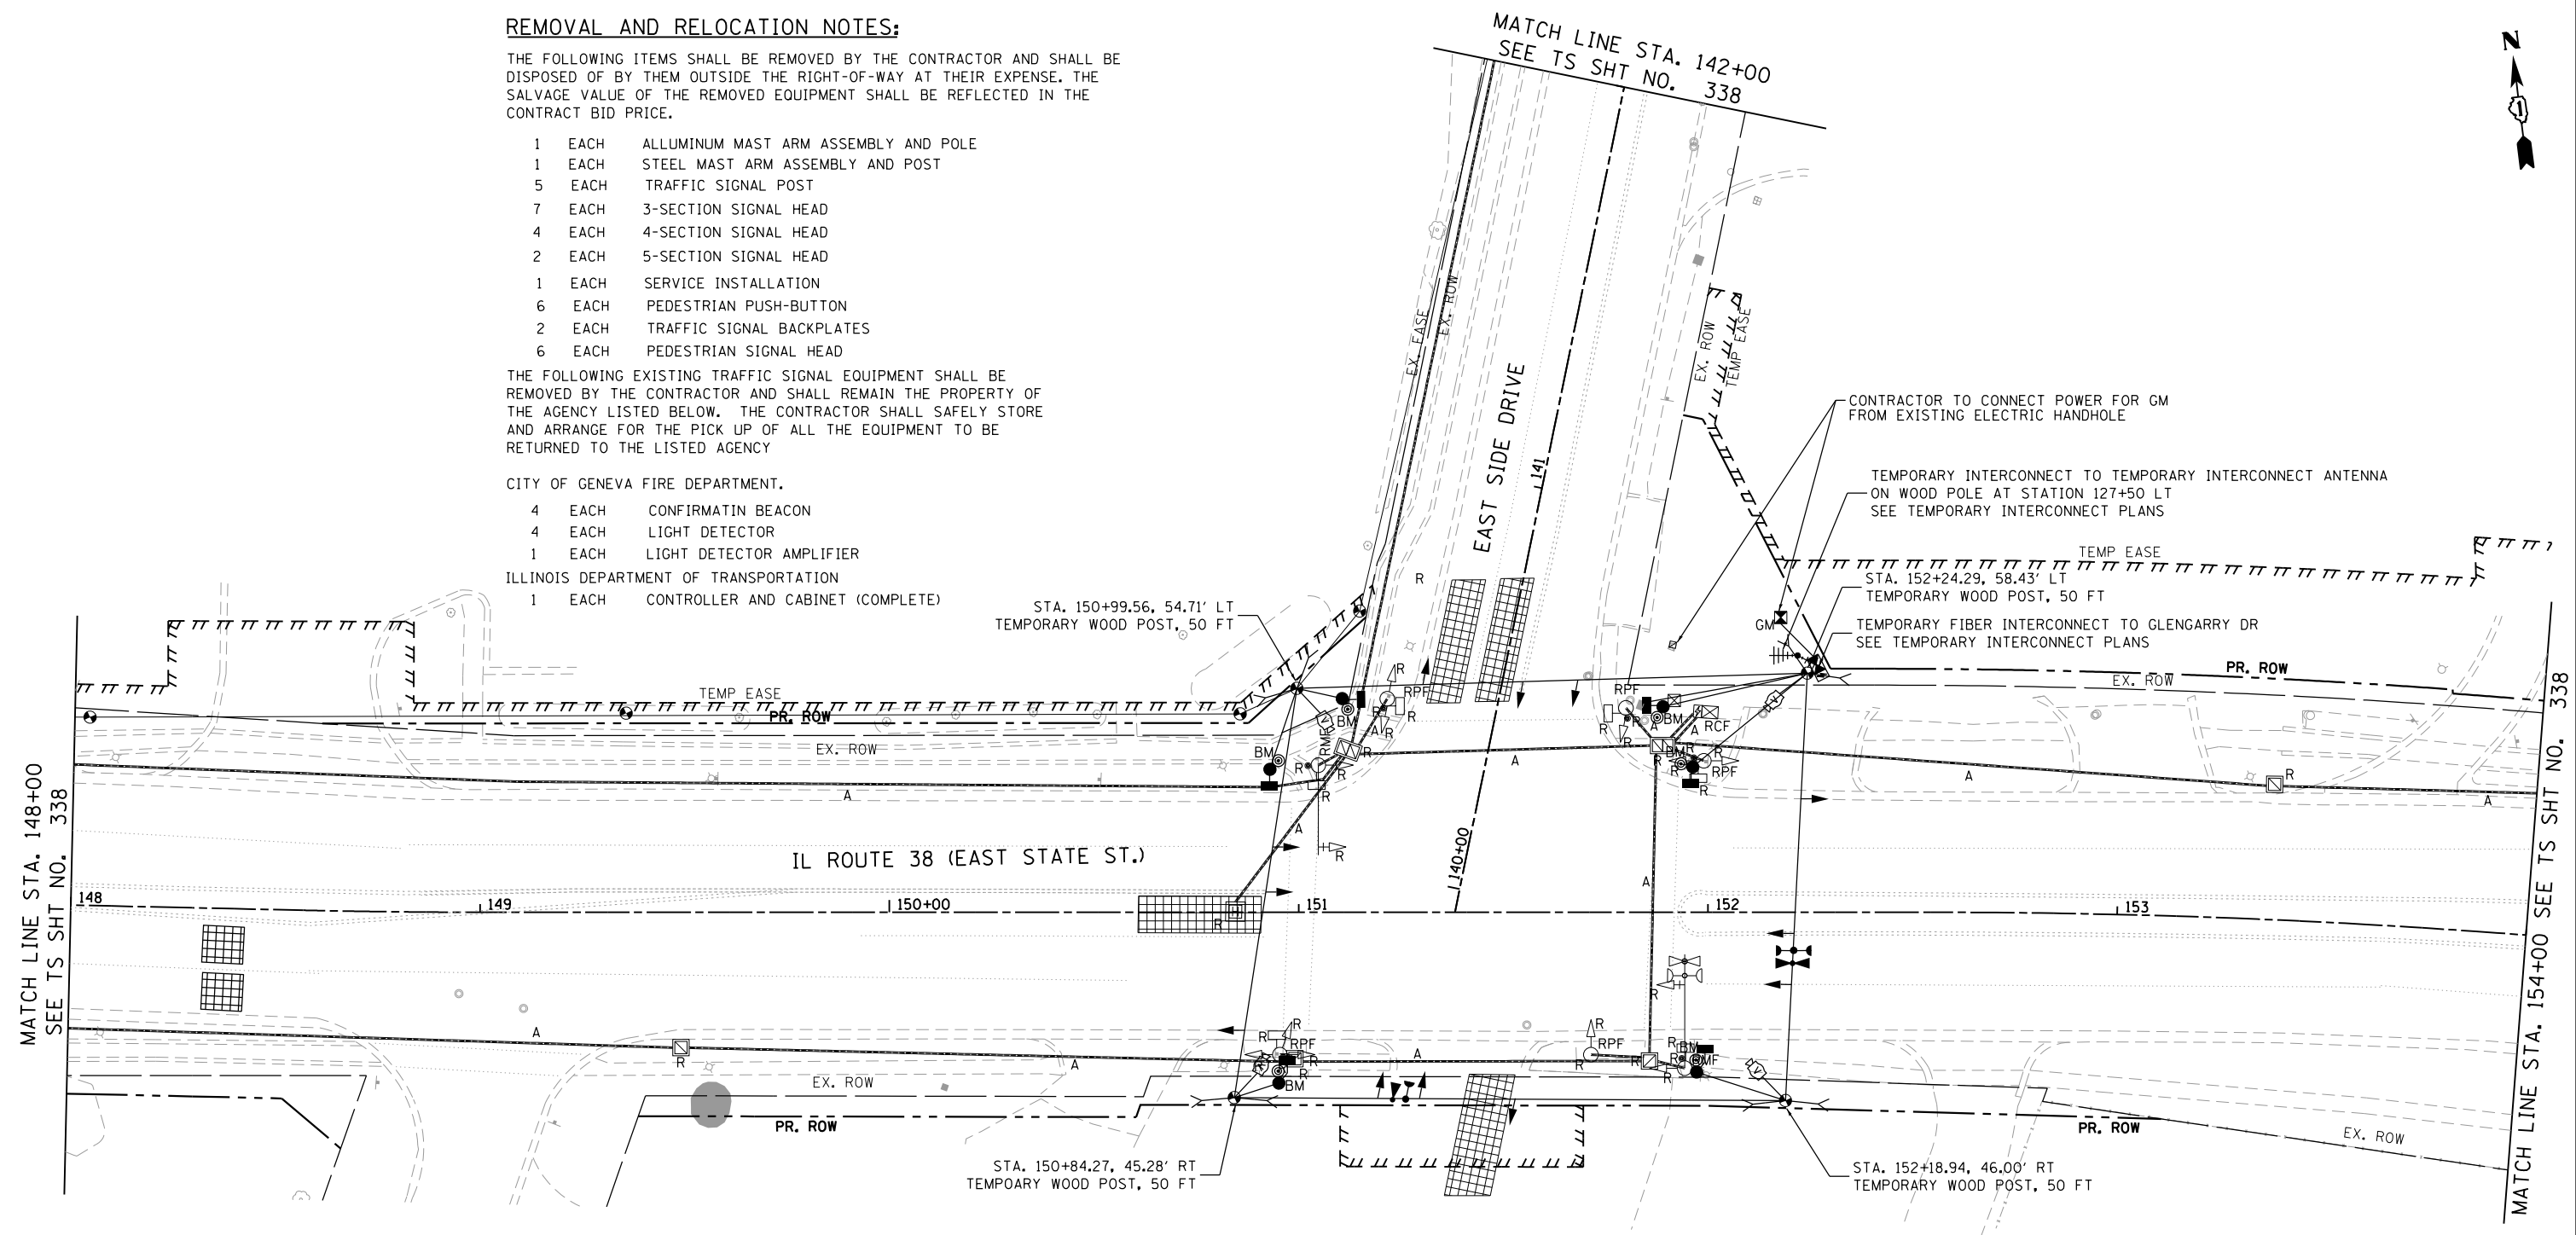 REMOVAL AND RELOCATION NOTES:
THE FOLLOWING ITEMS SHALL BE REMOVED BY THE CONTRACTOR AND SHALL BE
DISPOSED OF BY THEM OUTSIDE THE RIGHT-OF-WAY AT THEIR EXPENSE. THE
SALVAGE VALUE OF THE REMOVED EQUIPMENT SHALL BE REFLECTED IN THE
CONTRACT BID PRICE.
1 EACH ALLUMINUM MAST ARM ASSEMBLY AND POLE
1 EACH STEEL MAST ARM ASSEMBLY AND POST
5 EACH TRAFFIC SIGNAL POST
7 EACH 3-SECTION SIGNAL HEAD
4 EACH 4-SECTION SIGNAL HEAD
2 EACH 5-SECTION SIGNAL HEAD
1 EACH SERVICE INSTALLATION
6 EACH PEDESTRIAN PUSH-BUTTON
2 EACH TRAFFIC SIGNAL BACKPLATES
6 EACH PEDESTRIAN SIGNAL HEAD
THE FOLLOWING EXISTING TRAFFIC SIGNAL EQUIPMENT SHALL BE
REMOVED BY THE CONTRACTOR AND SHALL REMAIN THE PROPERTY OF
THE AGENCY LISTED BELOW. THE CONTRACTOR SHALL SAFELY STORE
AND ARRANGE FOR THE PICK UP OF ALL THE EQUIPMENT TO BE
RETURNED TO THE LISTED AGENCY
CITY OF GENEVA FIRE DEPARTMENT.
4 EACH CONFIRMATIN BEACON
4 EACH LIGHT DETECTOR
1 EACH LIGHT DETECTOR AMPLIFIER
ILLINOIS DEPARTMENT OF TRANSPORTATION
1 EACH CONTROLLER AND CABINET (COMPLETE)
MATCH LINE STA. 142+00
SEE TS SHT NO. 338
N
1
EX. EASE
EX. ROW
EAST SIDE DRIVE
141
140+00
EX. ROW
TEMP EASE
CONTRACTOR TO CONNECT POWER FOR GM
FROM EXISTING ELECTRIC HANDHOLE
TEMPORARY INTERCONNECT TO TEMPORARY INTERCONNECT ANTENNA
ON WOOD POLE AT STATION 127+50 LT
SEE TEMPORARY INTERCONNECT PLANS
TEMP EASE
STA. 152+24.29, 58.43' LT
TEMPORARY WOOD POST, 50 FT
TEMPORARY FIBER INTERCONNECT TO GLENGARRY DR
SEE TEMPORARY INTERCONNECT PLANS
STA. 150+99.56, 54.71' LT
TEMPORARY WOOD POST, 50 FT
GM
PR. ROW
EX. ROW
TEMP EASE
PR. ROW
EX. ROW
R
R
RPF
R
R
A
R
BM
BM
R
R
R
R
R
A
A
A
RPF
BM
R
R
A
A
RCF
BM
R
RPF
R
A
R
A
MATCH LINE STA. 148+00
SEE TS SHT NO. 338
IL ROUTE 38 (EAST STATE ST.)
148
149
150+00
151
152
153
R
A
R
A
R
A
EX. ROW
PR. ROW
R
R
RPF
R
R
BM
A
R
RPF
R
R
R
R
BM
R
EX. ROW
PR. ROW
STA. 150+84.27, 45.28' RT
TEMPOARY WOOD POST, 50 FT
STA. 152+18.94, 46.00' RT
TEMPORARY WOOD POST, 50 FT
MATCH LINE STA. 154+00 SEE TS SHT NO. 338